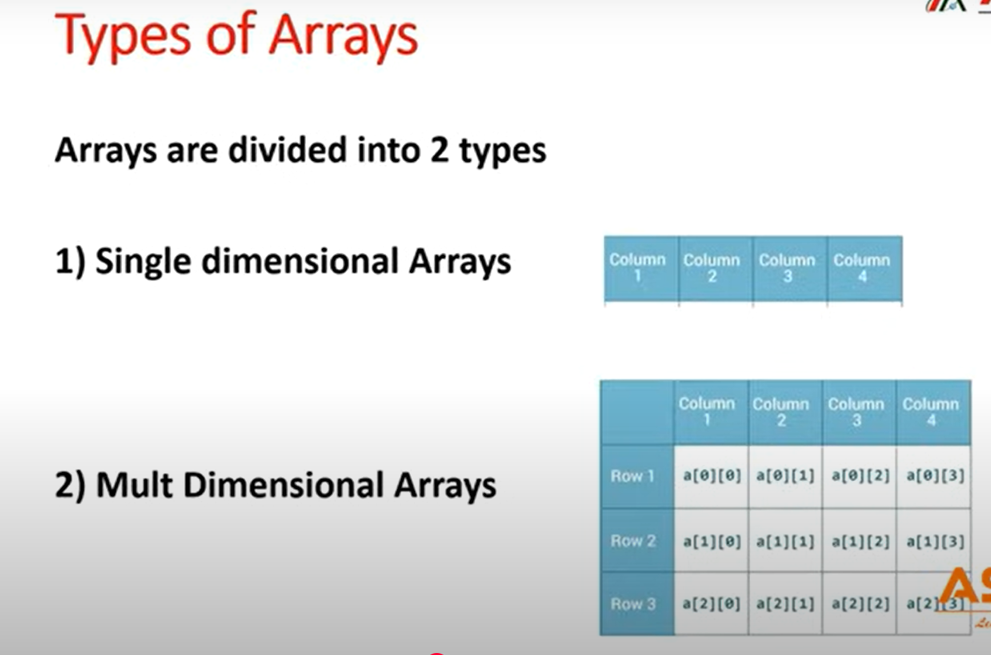 Types of Arrays
Arrays are divided into 2 types
1) Single dimensional Arrays
Column 1 Column 2 Column 3 Column 4
2) Mult Dimensional Arrays
Column 1 Column 2 Column 3 Column 4
Row 1 a[0][0] a[0][1] a[0][2] a[0][3]
Row 2 a[1][0] a[1][1] a[1][2] a[1][3]
Row 3 a[2][0] a[2][1] a[2][2] a[2][3]